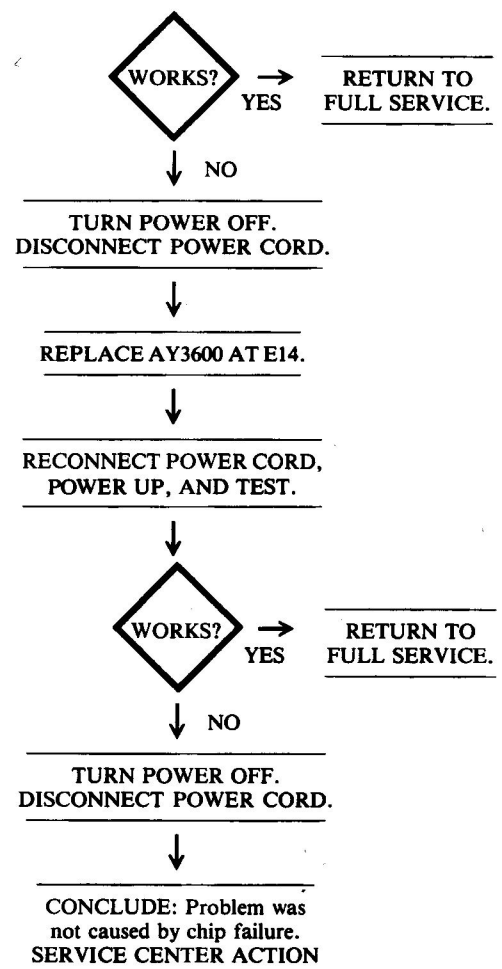 WORKS?
YES
RETURN TO
FULL SERVICE.
NO
TURN POWER OFF.
DISCONNECT POWER CORD.
REPLACE AY3600 AT E14.
RECONNECT POWER CORD,
POWER UP, AND TEST.
WORKS?
YES
RETURN TO
FULL SERVICE.
NO
TURN POWER OFF.
DISCONNECT POWER CORD.
CONCLUDE: Problem was
not caused by chip failure.
SERVICE CENTER ACTION